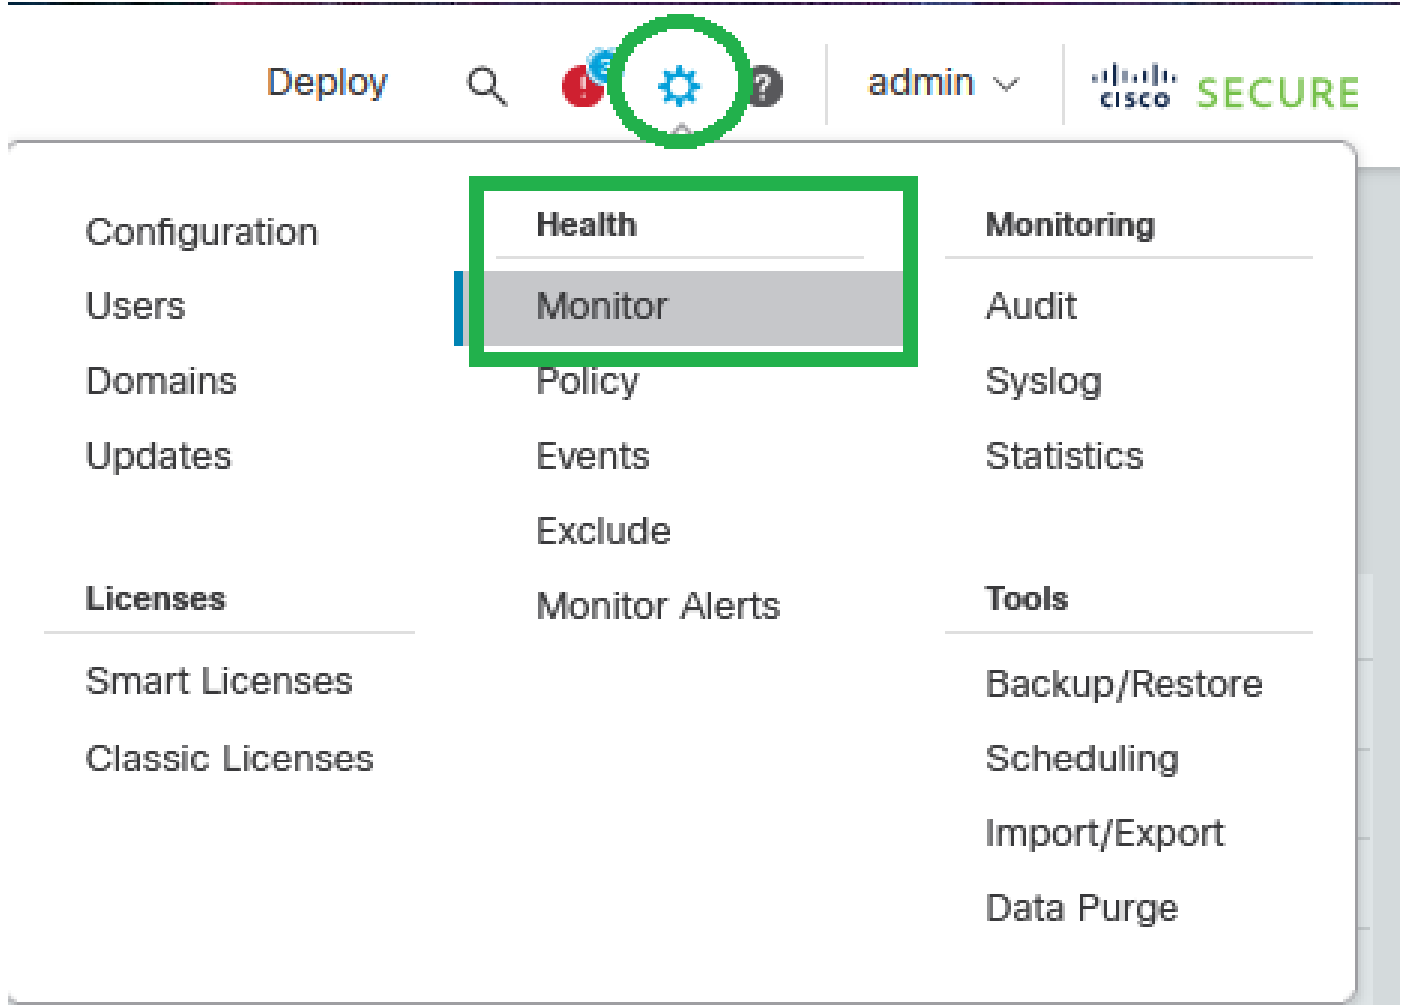 Deploy
!
?
admin
cisco SECURE
Configuration
Users
Domains
Updates
Licenses
Smart Licenses
Classic Licenses
Health
Monitor
Policy
Events
Exclude
Monitor Alerts
Monitoring
Audit
Syslog
Statistics
Tools
Backup/Restore
Scheduling
Import/Export
Data Purge